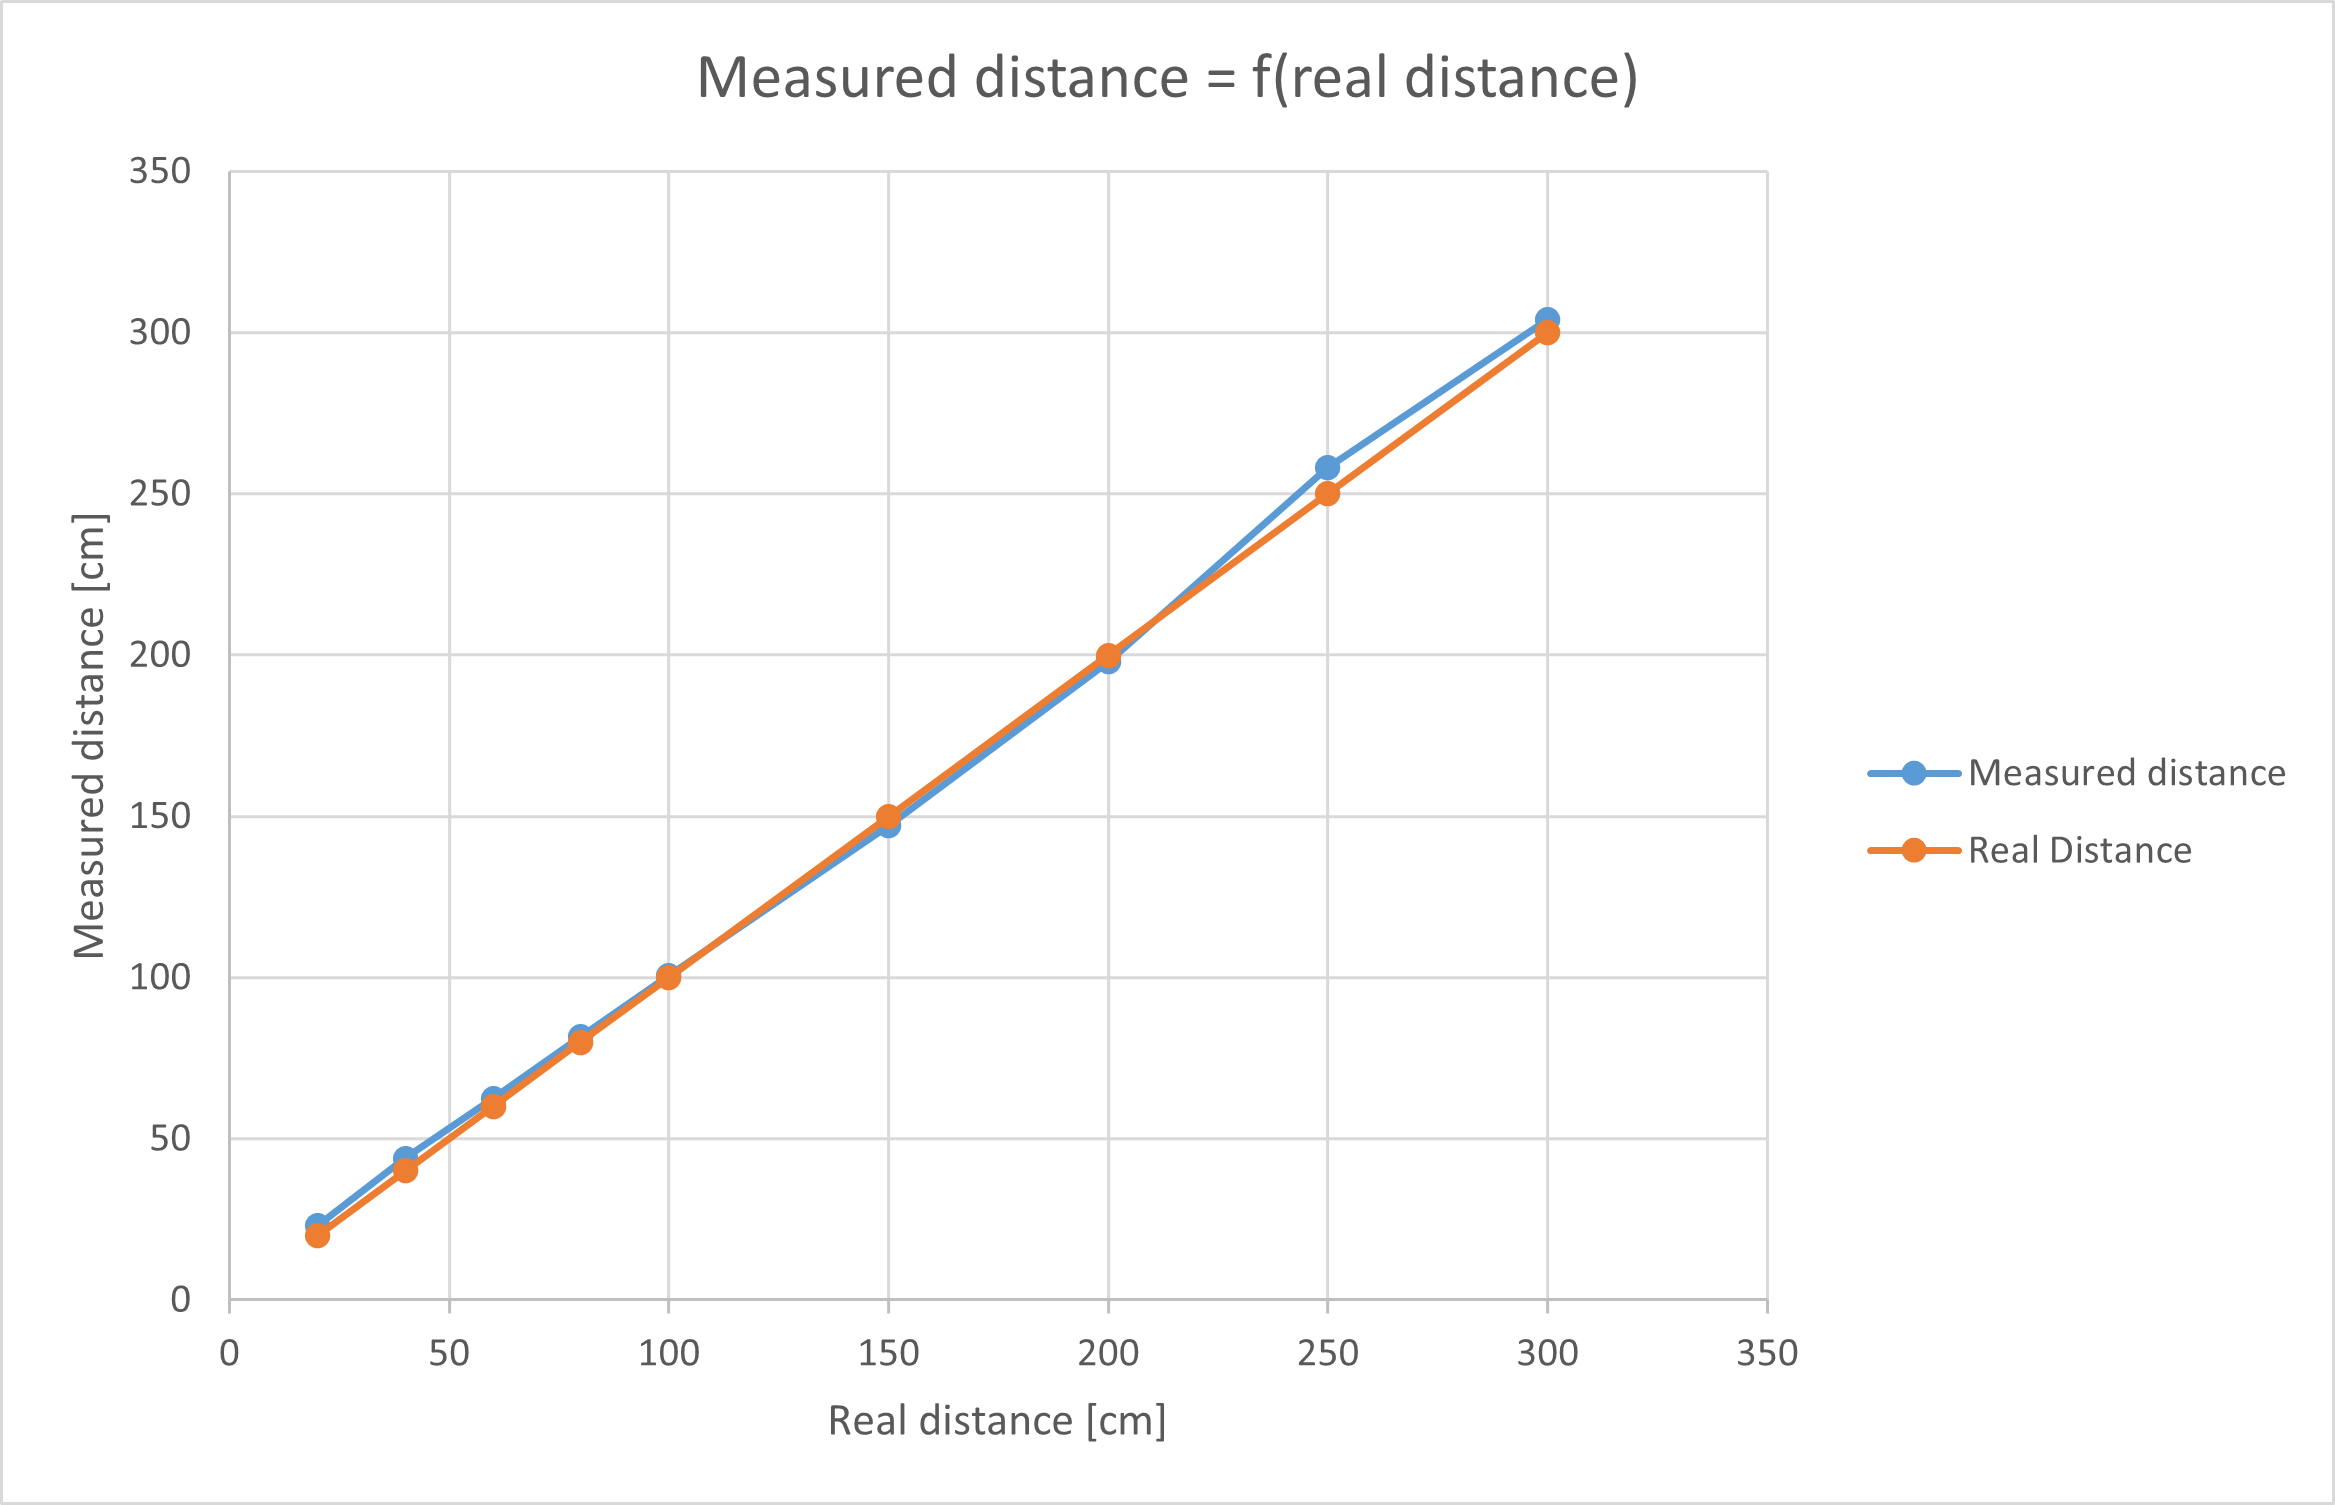 Measured distance = f(real distance)
350
300
250
200
150
100
50
0
Measured distance [cm]
0 50 100 150 200 250 300 350
Real distance [cm]
Measured distance
Real Distance